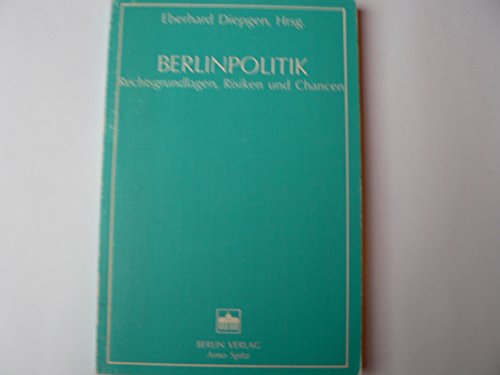 Eberhard Diepgen, Hrsg.
BERLINPOLITIK
Rechtsgrundlagen, Risiken und Chancen
BERLIN VERLAG
Arno Spitz